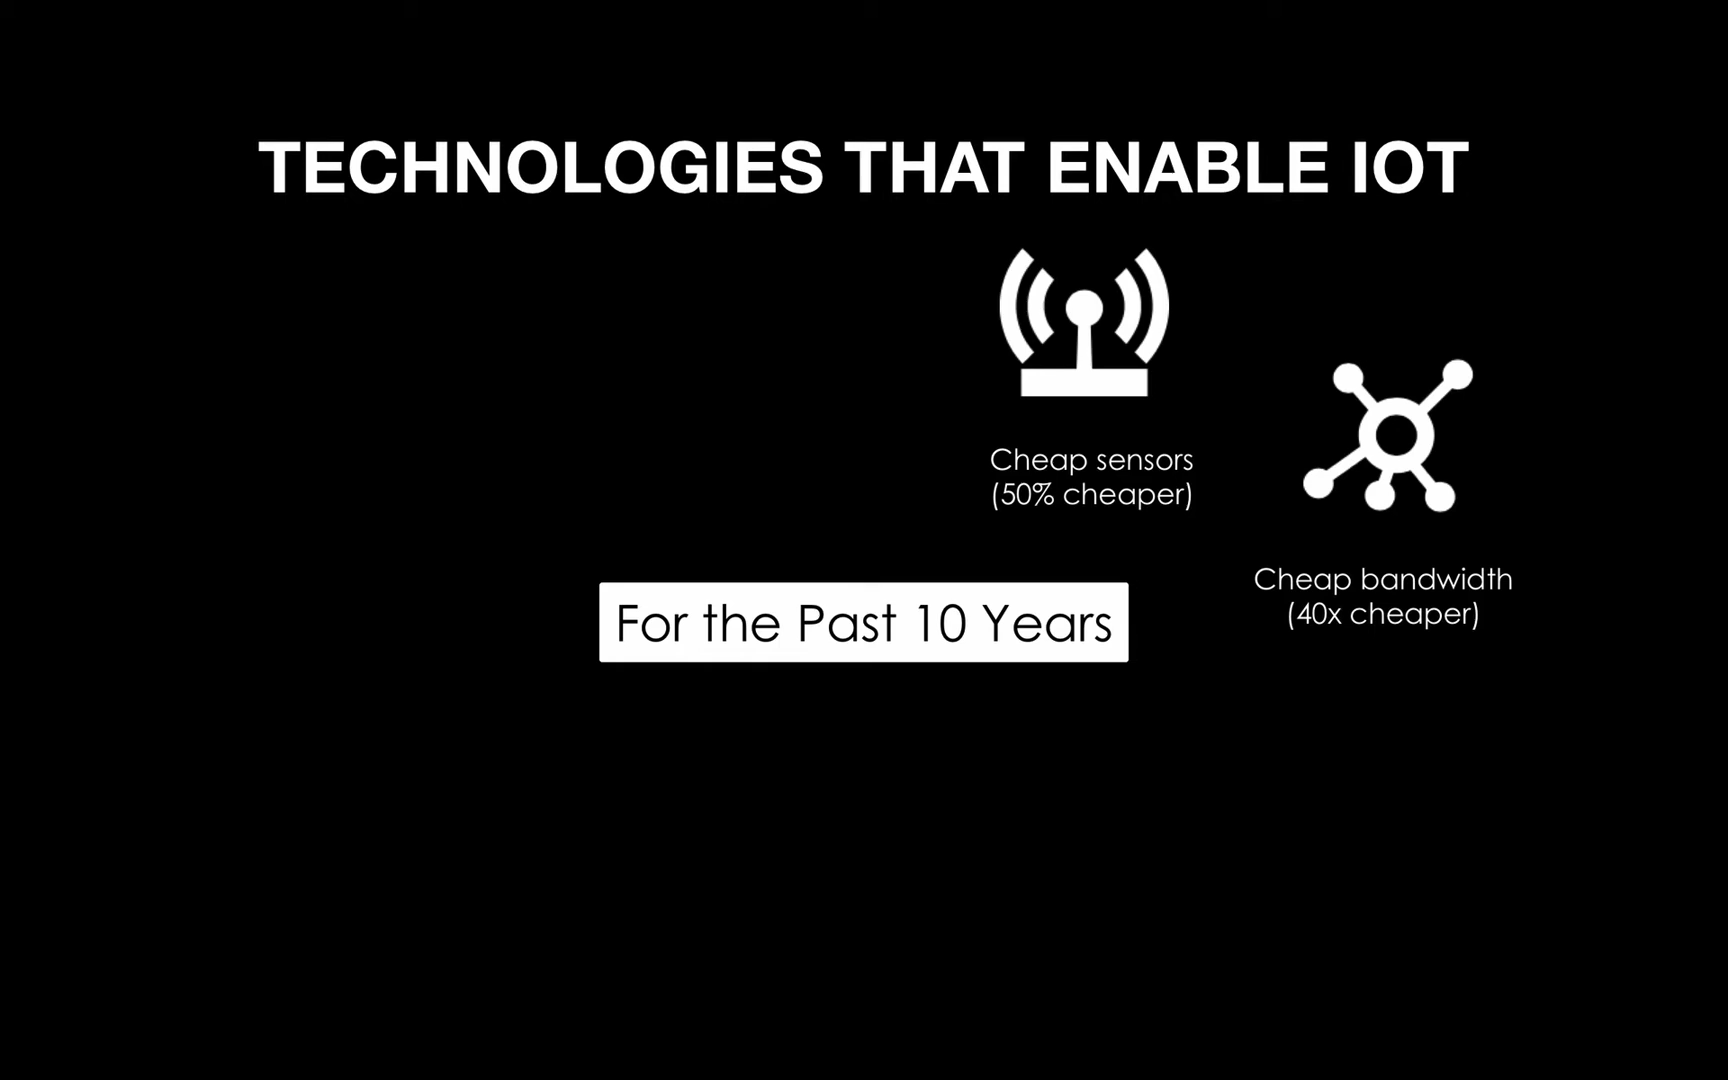 TECHNOLOGIES THAT ENABLE IOT
Cheap sensors
(50% cheaper)
Cheap bandwidth
(40x cheaper)
For the Past 10 Years